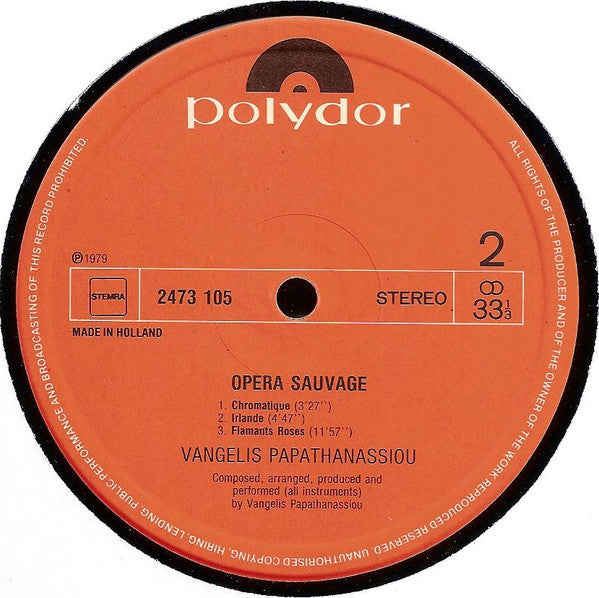 polydor
℗ 1979
2
STEMRA
2473 105
STEREO
33 1/3
MADE IN HOLLAND
OPERA SAUVAGE
1. Chromatique (3'27'')
2. Irlande (4'47'')
3. Flamants Roses (11'57'')
VANGELIS PAPATHANASSIOU
Composed, arranged, produced and
performed (all instruments)
by Vangelis Papathanassiou
ALL RIGHTS OF THE PRODUCER AND OF THE OWNER OF THE WORK REPRODUCED RESERVED. UNAUTHORISED COPYING, HIRING, LENDING, PUBLIC PERFORMANCE AND BROADCASTING OF THIS RECORD PROHIBITED.